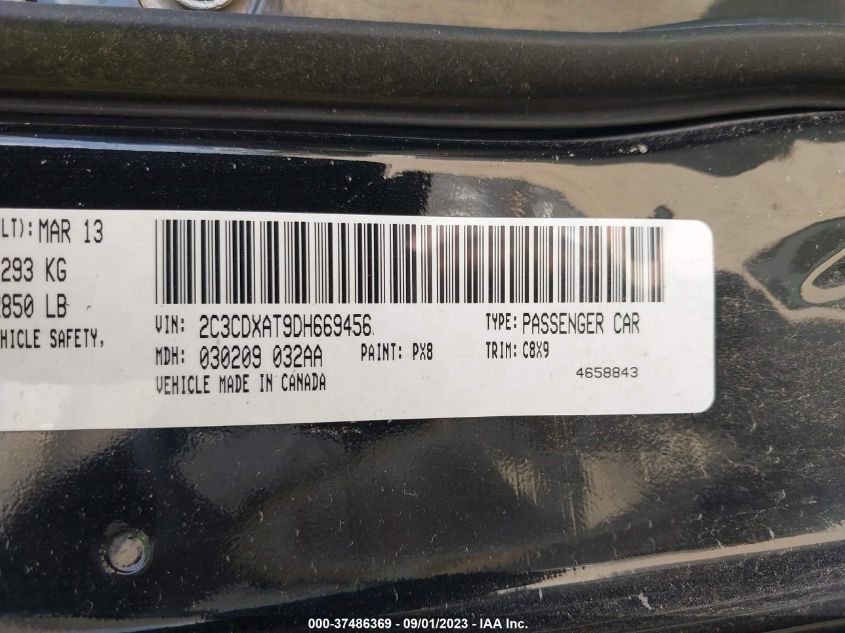 LT): MAR 13
293 KG
850 LB
HICLE SAFETY,
VIN: 2C3CDXAT9DH669456
TYPE: PASSENGER CAR
MDH: 030209 032AA
PAINT: PX8
TRIM: C8X9
VEHICLE MADE IN CANADA
4658843
000-37486369 - 09/01/2023 - IAA Inc.